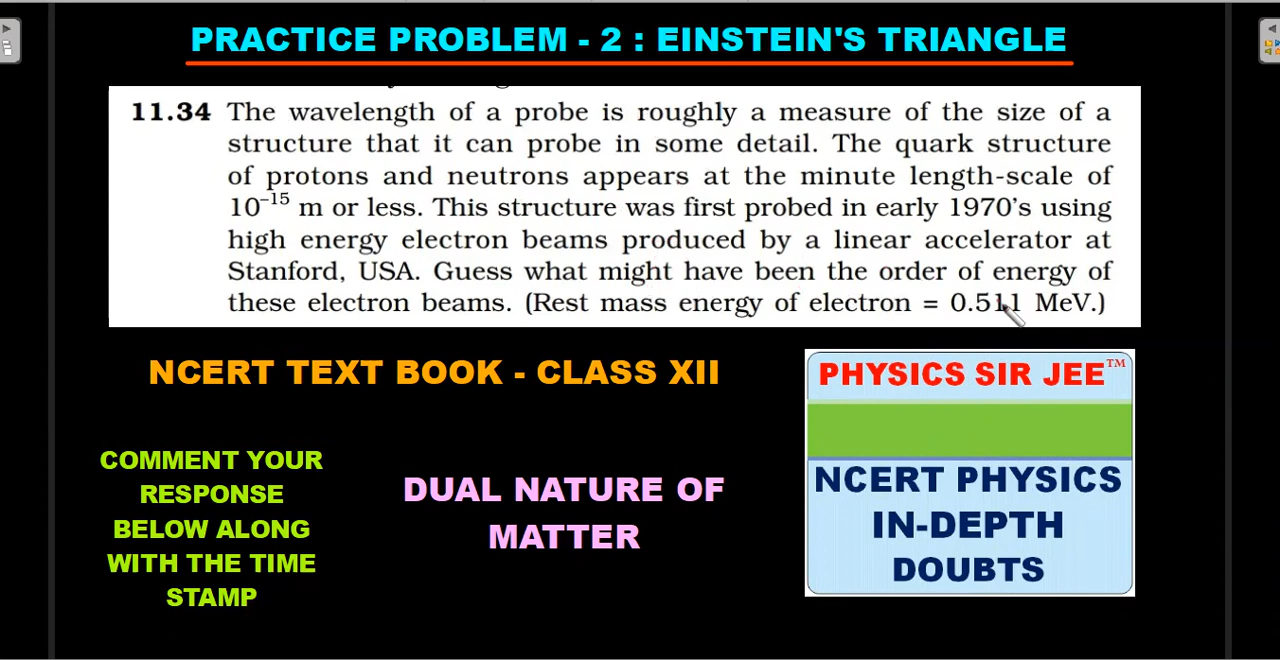 PRACTICE PROBLEM - 2 : EINSTEIN'S TRIANGLE
11.34 The wavelength of a probe is roughly a measure of the size of a
structure that it can probe in some detail. The quark structure
of protons and neutrons appears at the minute length-scale of
10⁻¹⁵ m or less. This structure was first probed in early 1970's using
high energy electron beams produced by a linear accelerator at
Stanford, USA. Guess what might have been the order of energy of
these electron beams. (Rest mass energy of electron = 0.511 MeV.)
NCERT TEXT BOOK - CLASS XII
COMMENT YOUR
RESPONSE
BELOW ALONG
WITH THE TIME
STAMP
DUAL NATURE OF
MATTER
PHYSICS SIR JEE™
NCERT PHYSICS
IN-DEPTH
DOUBTS